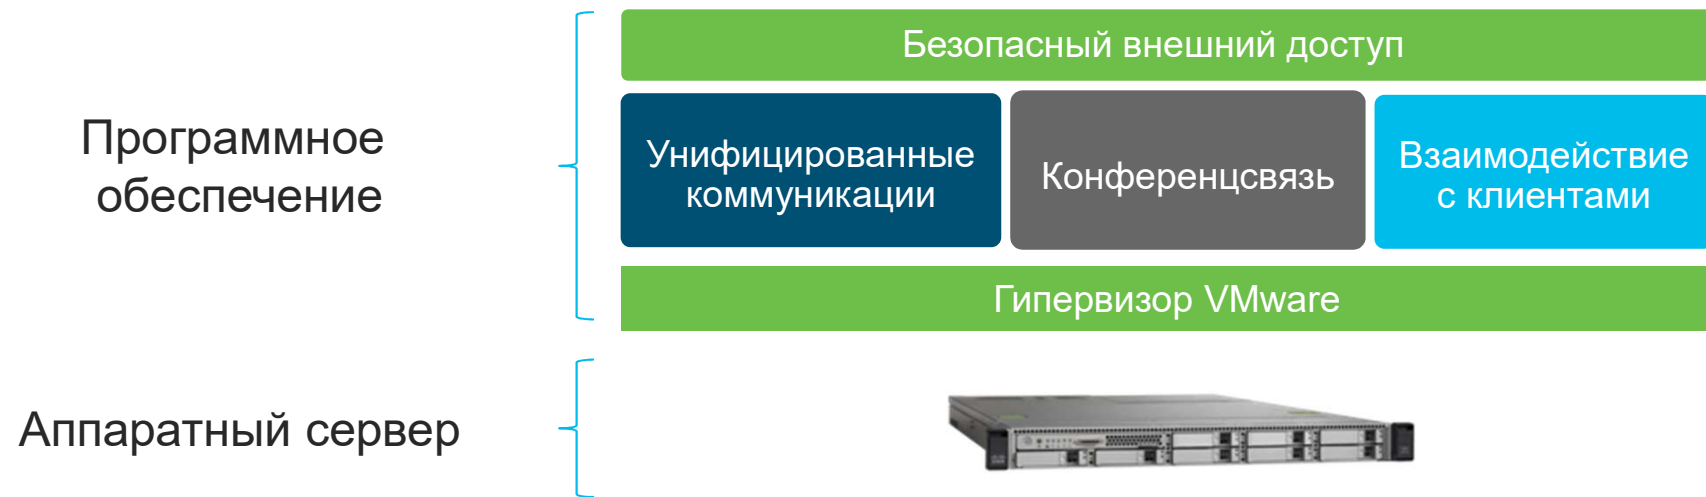 Безопасный внешний доступ
Программное
обеспечение
Унифицированные
коммуникации
Конференцсвязь
Взаимодействие
с клиентами
Гипервизор VMware
Аппаратный сервер